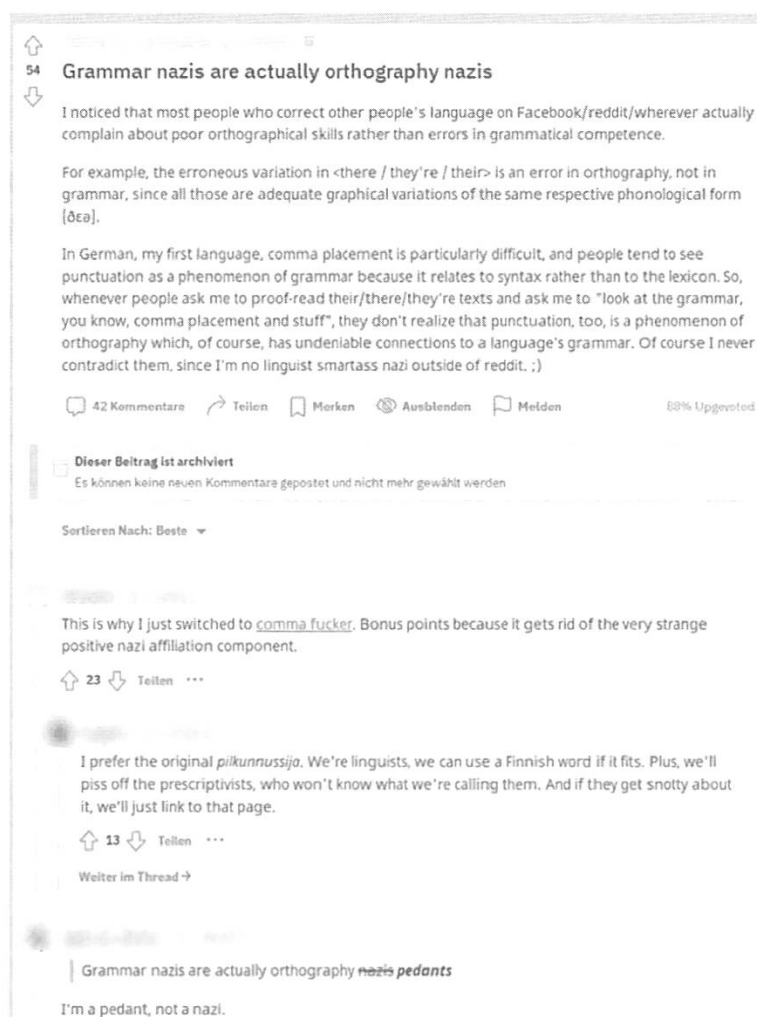 54
Grammar nazis are actually orthography nazis
I noticed that most people who correct other people's language on Facebook/reddit/wherever actually
complain about poor orthographical skills rather than errors in grammatical competence.
For example, the erroneous variation in <there / they're / their> is an error in orthography, not in
grammar, since all those are adequate graphical variations of the same respective phonological form
[ðɛə].
In German, my first language, comma placement is particularly difficult, and people tend to see
punctuation as a phenomenon of grammar because it relates to syntax rather than to the lexicon. So,
whenever people ask me to proof-read their/there/they're texts and ask me to "look at the grammar,
you know, comma placement and stuff", they don't realize that punctuation, too, is a phenomenon of
orthography which, of course, has undeniable connections to a language's grammar. Of course I never
contradict them, since I'm no linguist smartass nazi outside of reddit. ;)
42 Kommentare Teilen Merken Ausblenden Melden 88% Upgevoted
Dieser Beitrag ist archiviert
Es können keine neuen Kommentare gepostet und nicht mehr gewählt werden
Sortieren Nach: Beste
This is why I just switched to comma fucker. Bonus points because it gets rid of the very strange
positive nazi affiliation component.
23 Teilen ...
I prefer the original pilkunnussija. We're linguists, we can use a Finnish word if it fits. Plus, we'll
piss off the prescriptivists, who won't know what we're calling them. And if they get snotty about
it, we'll just link to that page.
13 Teilen ...
Weiter im Thread →
Grammar nazis are actually orthography nazis pedants
I'm a pedant, not a nazi.